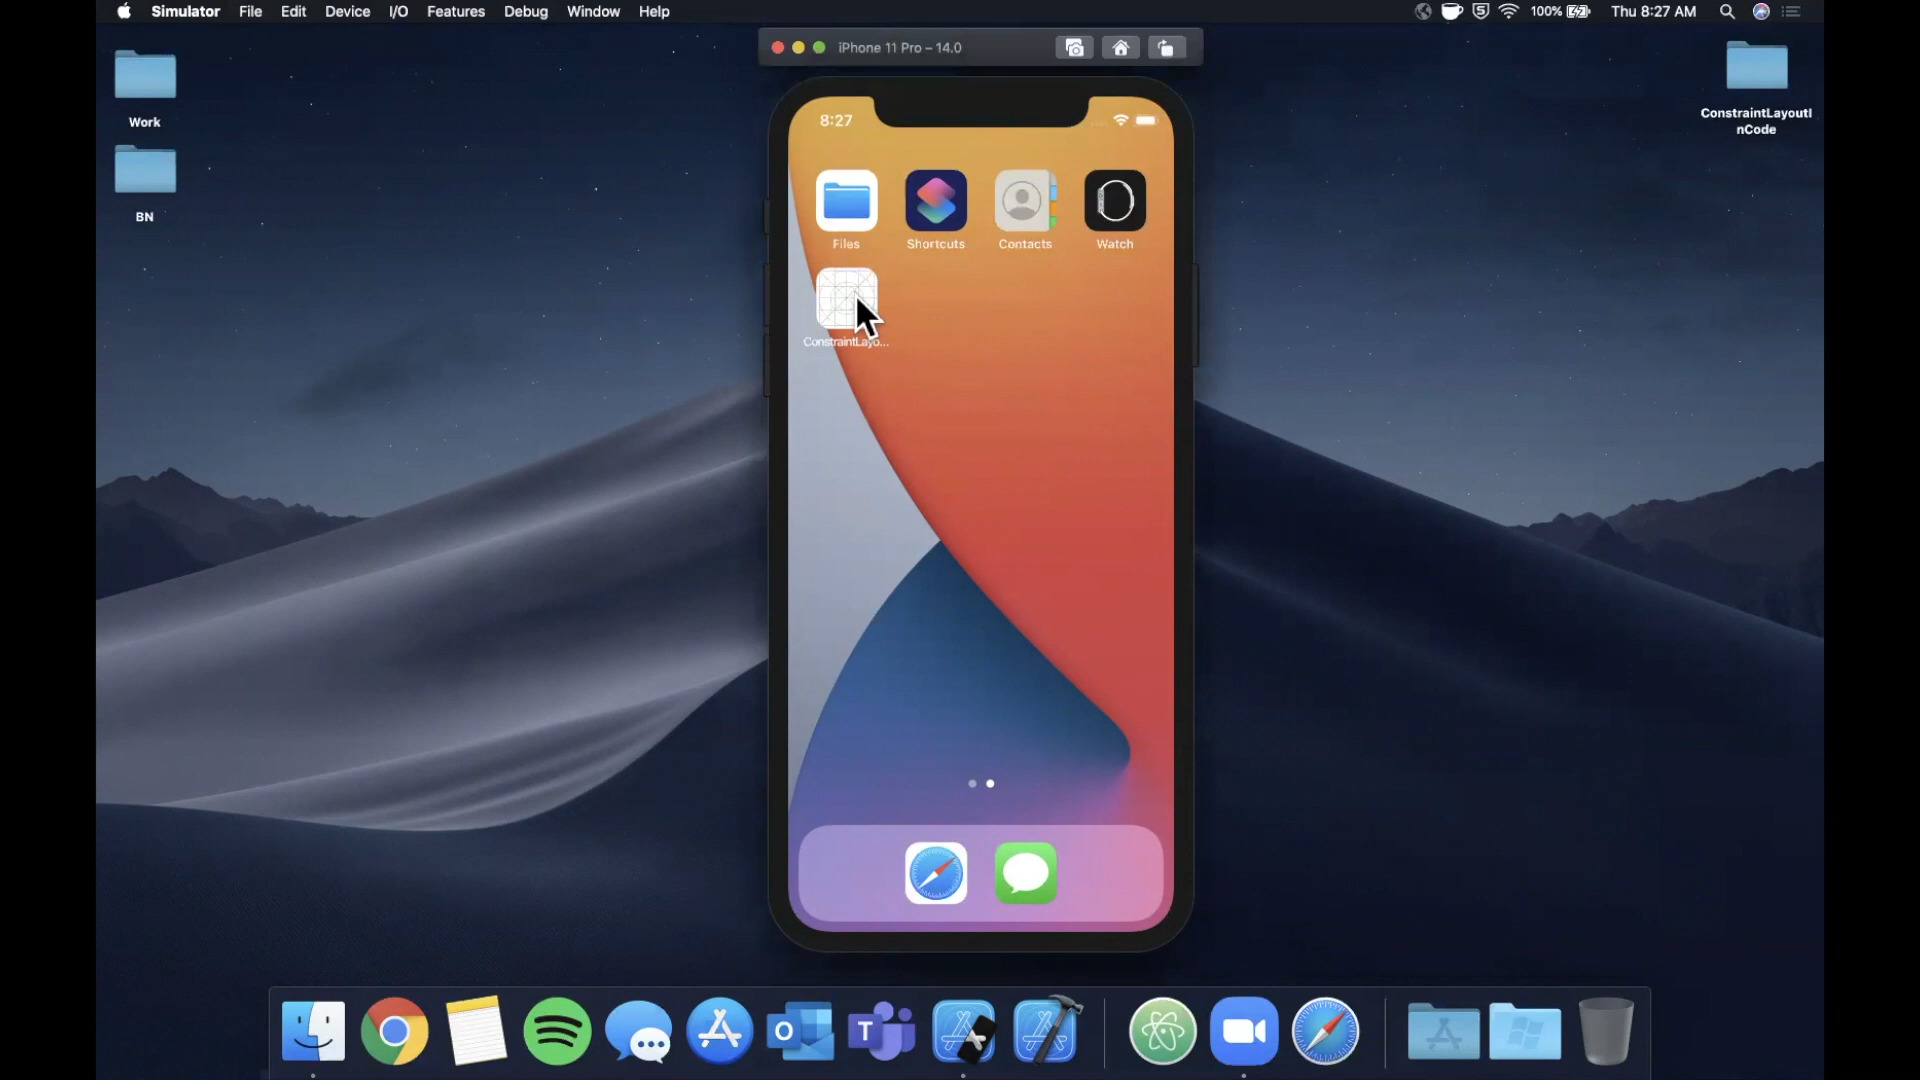 Simulator File Edit Device I/O Features Debug Window Help
100% Thu 8:27 AM
iPhone 11 Pro – 14.0
Work
BN
ConstraintLayoutI
nCode
8:27
Files Shortcuts Contacts Watch
ConstraintLayo...